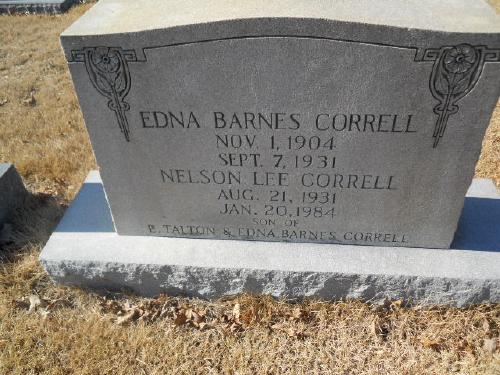 EDNA BARNES CORRELL
NOV. 1, 1904
SEPT. 7, 1931
NELSON LEE CORRELL
AUG. 21, 1931
JAN. 20, 1984
SON OF
R. TALTON & EDNA BARNES CORRELL